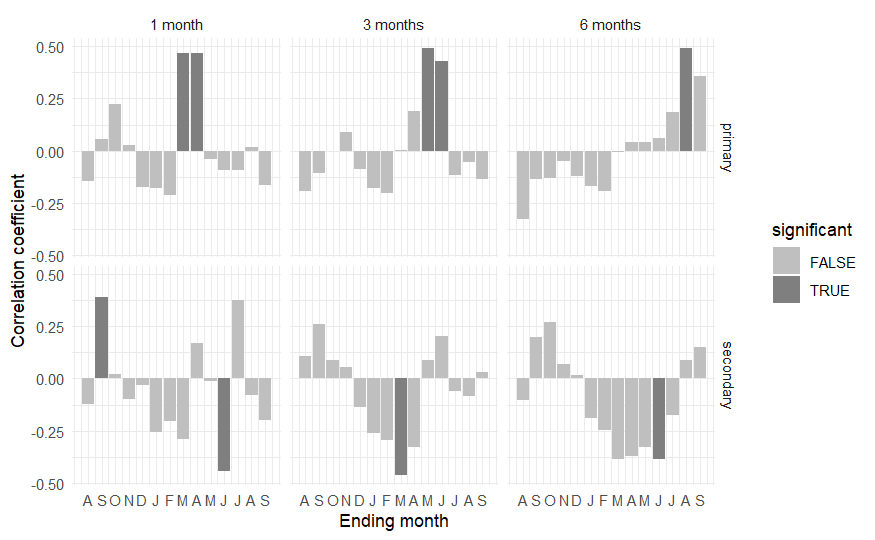 1 month 3 months 6 months
0.50
0.25
0.00
-0.25
-0.50
primary
Correlation coefficient
0.50
0.25
0.00
-0.25
-0.50
secondary
A S O N D J F M A M J J A S A S O N D J F M A M J J A S A S O N D J F M A M J J A S
Ending month
significant
FALSE
TRUE